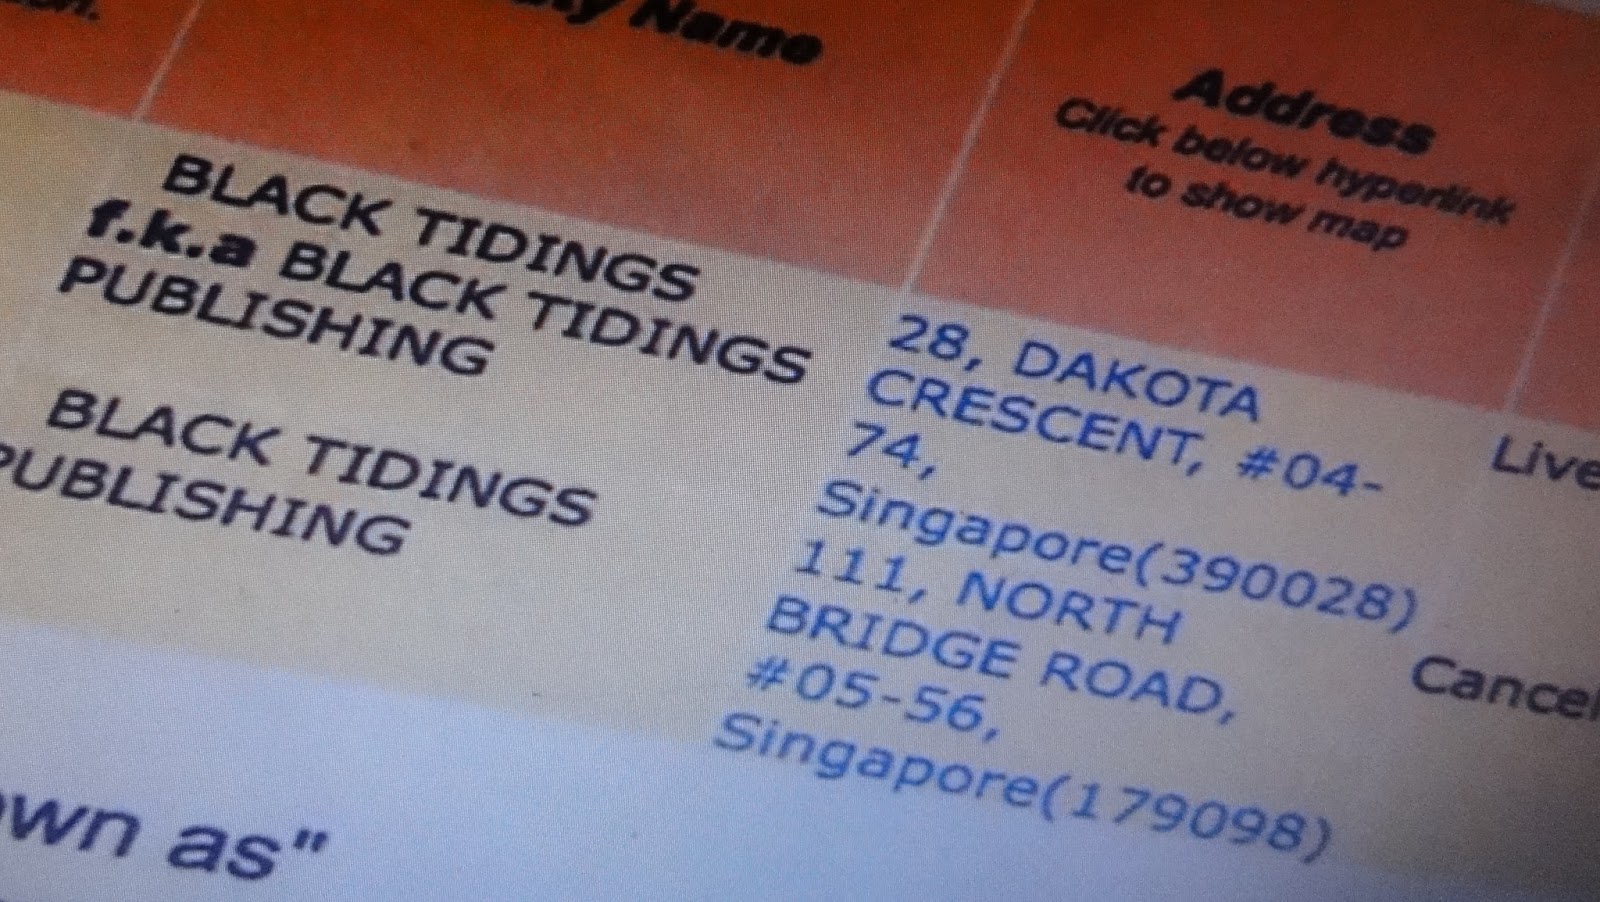 Name
Address
Click below hyperlink
to show map
BLACK TIDINGS
f.k.a BLACK TIDINGS
PUBLISHING
28, DAKOTA
CRESCENT, #04-
74,
Singapore(390028)
Live
BLACK TIDINGS
PUBLISHING
111, NORTH
BRIDGE ROAD,
#05-56,
Singapore(179098)
Cancel
own as"